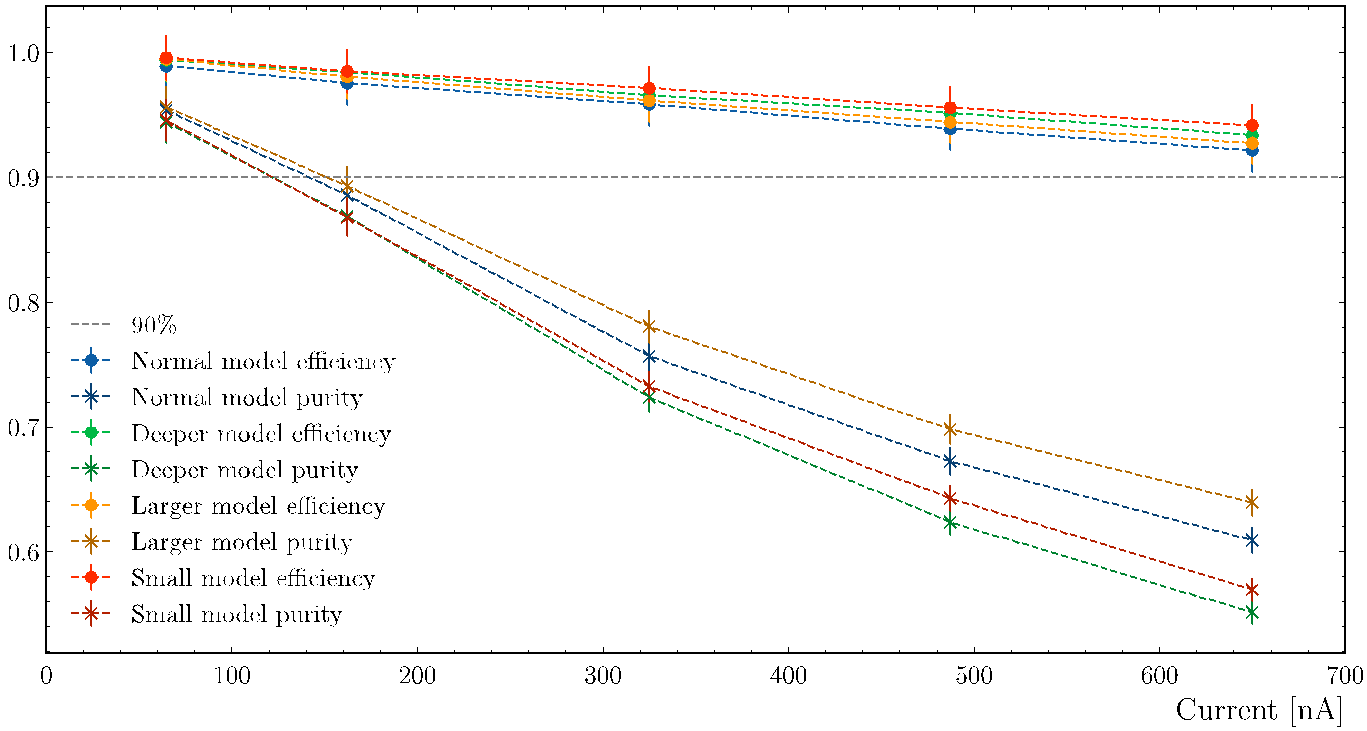 1.0
0.9
0.8
0.7
0.6
90%
Normal model efficiency
Normal model purity
Deeper model efficiency
Deeper model purity
Larger model efficiency
Larger model purity
Small model efficiency
Small model purity
0 100 200 300 400 500 600 700
Current [nA]